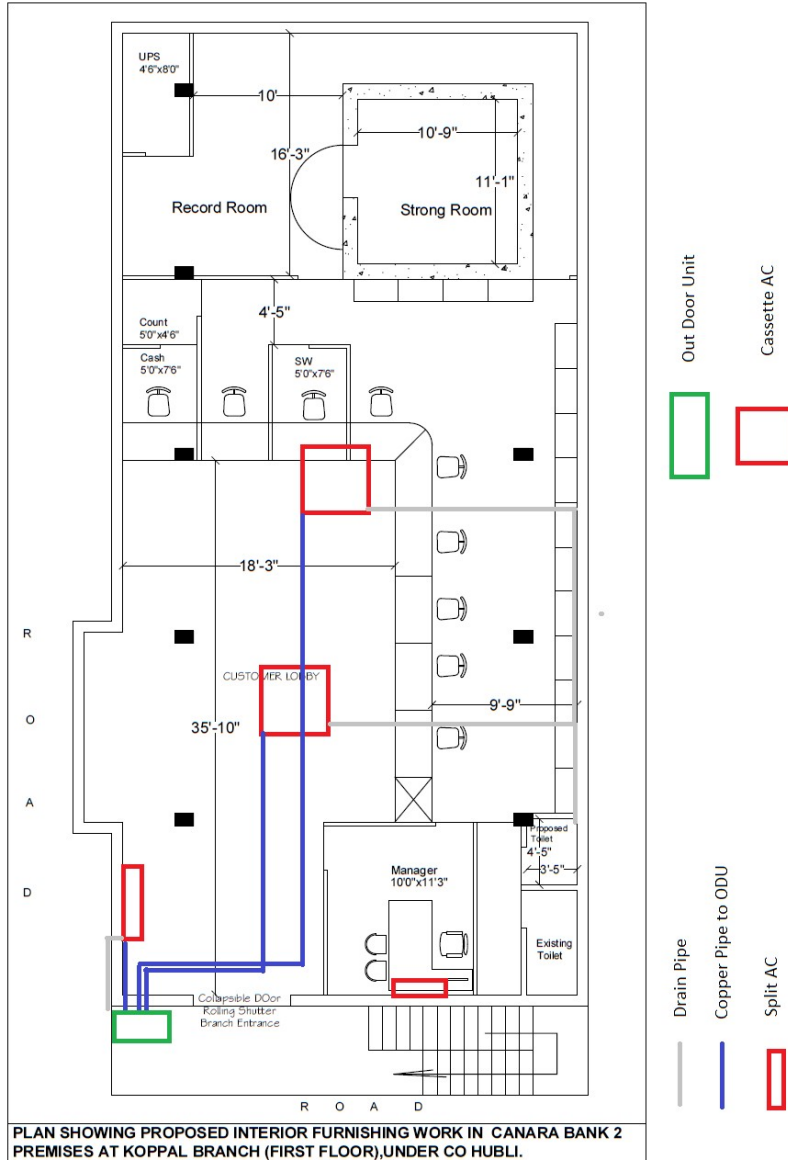 UPS
4'6"x8'0"
10'
16'-3"
10'-9"
11'-1"
Record Room
Strong Room
4'-5"
Count
5'0"x4'6"
Cash
5'0"x7'6"
SW
5'0"x7'6"
18'-3"
CUSTOMER LOBBY
35'-10"
9'-9"
R
O
A
D
Proposed
Toilet
4'-5"
3'-5"
Manager
10'0"x11'3"
Existing
Toilet
Collapsible DOor
Rolling Shutter
Branch Entrance
R O A D
PLAN SHOWING PROPOSED INTERIOR FURNISHING WORK IN CANARA BANK 2
PREMISES AT KOPPAL BRANCH (FIRST FLOOR),UNDER CO HUBLI.
Out Door Unit
Cassette AC
Drain Pipe
Copper Pipe to ODU
Split AC